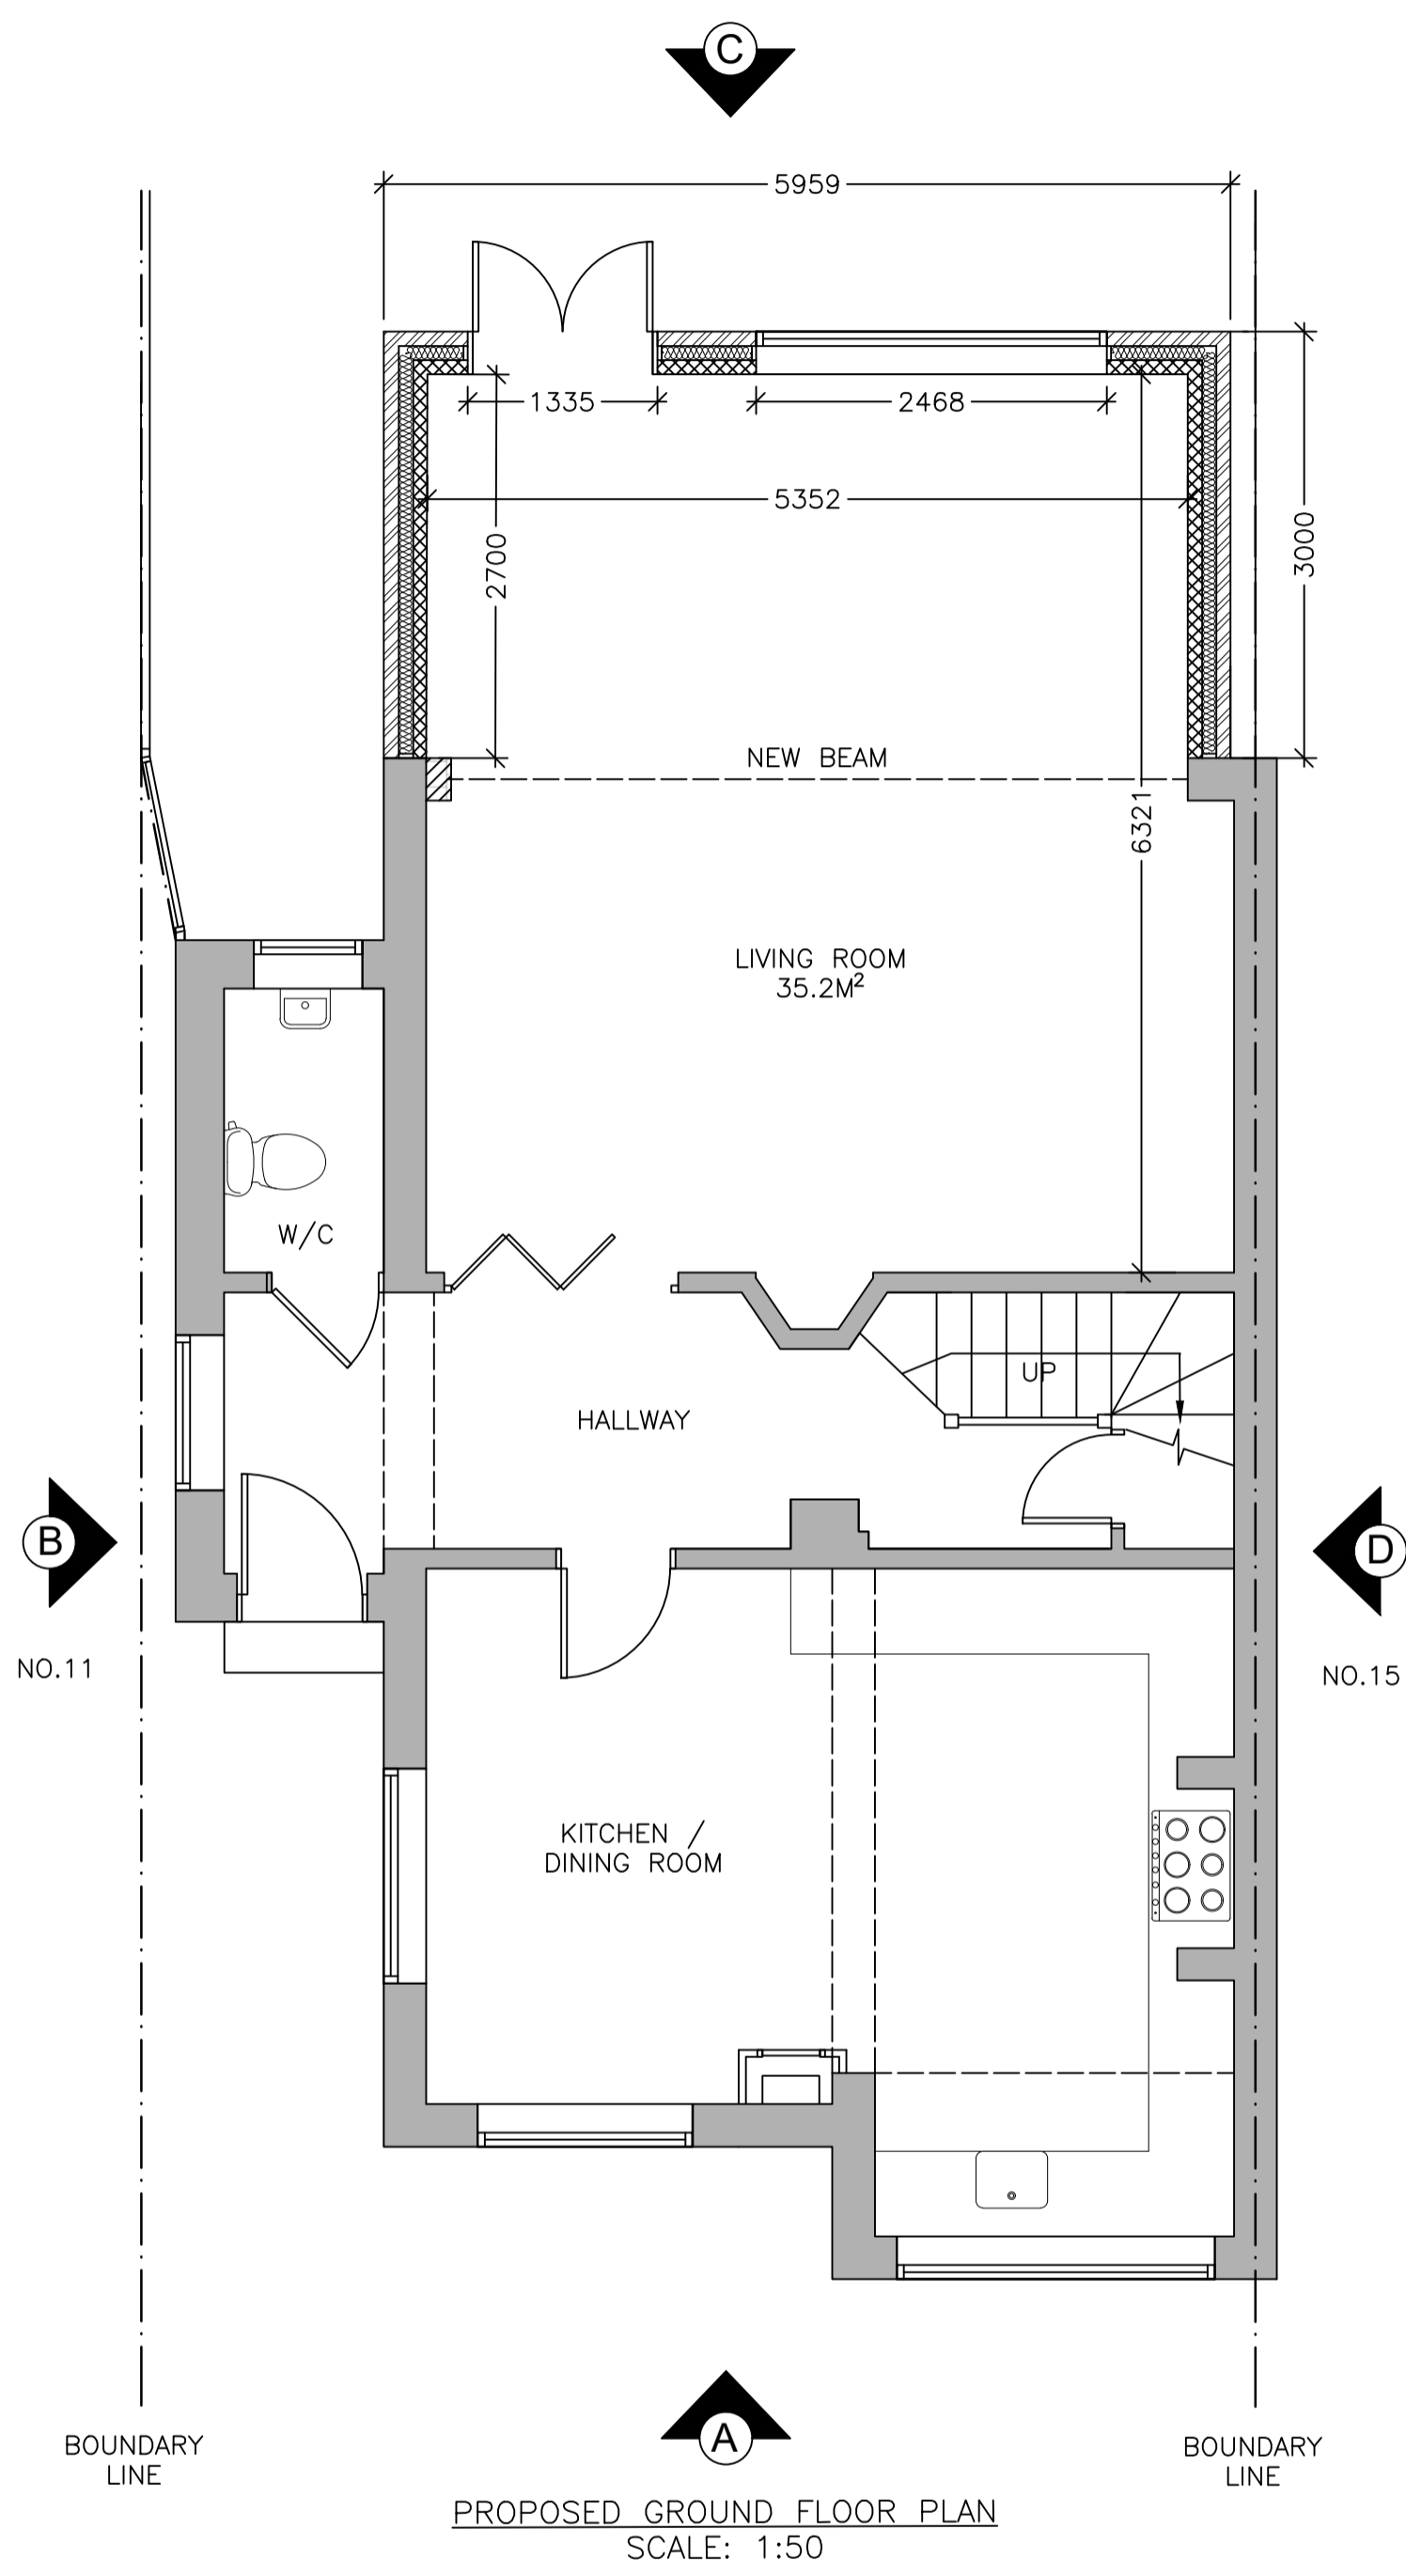 C
5959
1335
2468
5352
2700
3000
NEW BEAM
6321
LIVING ROOM
35.2M²
W/C
UP
HALLWAY
B
D
NO.11
NO.15
KITCHEN /
DINING ROOM
A
BOUNDARY
LINE
BOUNDARY
LINE
PROPOSED GROUND FLOOR PLAN
SCALE: 1:50